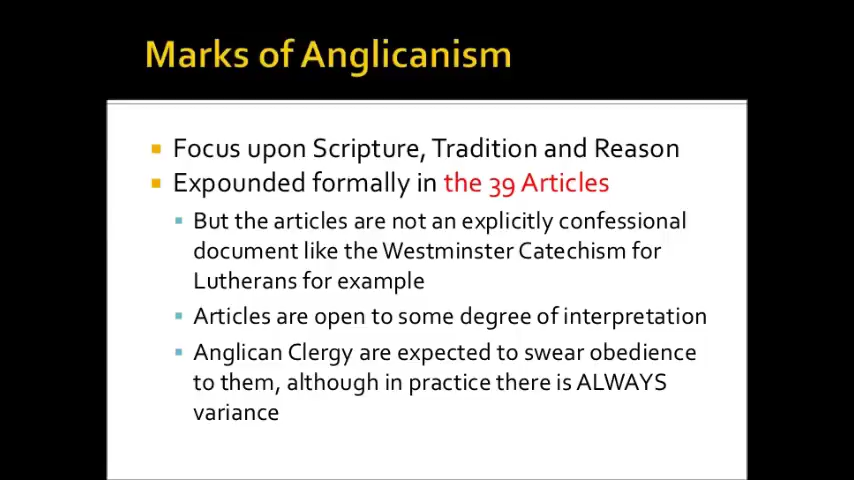 Marks of Anglicanism
Focus upon Scripture, Tradition and Reason
Expounded formally in the 39 Articles
But the articles are not an explicitly confessional
document like the Westminster Catechism for
Lutherans for example
Articles are open to some degree of interpretation
Anglican Clergy are expected to swear obedience
to them, although in practice there is ALWAYS
variance